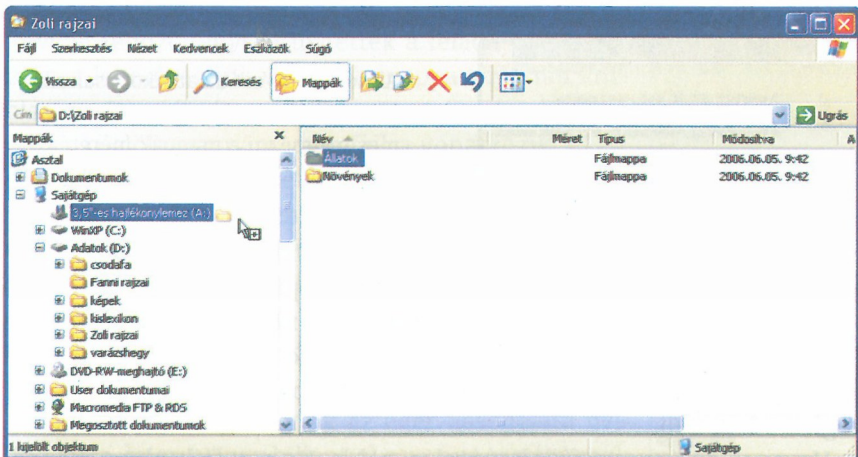 Zoli rajzai
Fájl Szerkesztés Nézet Kedvencek Eszközök Súgó
Vissza Keresés Mappák
Cím D:\Zoli rajzai Ugrás
Mappák
Név Méret Típus Módosítva A
Asztal
Dokumentumok
Sajátgép
3,5"-es hajlékonylemez (A:)
WinXP (C:)
Adatok (D:)
csodafa
Fanni rajzai
képek
kislexikon
Zoli rajzai
varázshegy
DVD-RW-meghajtó (E:)
User dokumentumai
Macromedia FTP & RDS
Megosztott dokumentumok
Állatok Fájlmappa 2006.06.05. 9:42
Növények Fájlmappa 2006.06.05. 9:42
1 kijelölt objektum Sajátgép